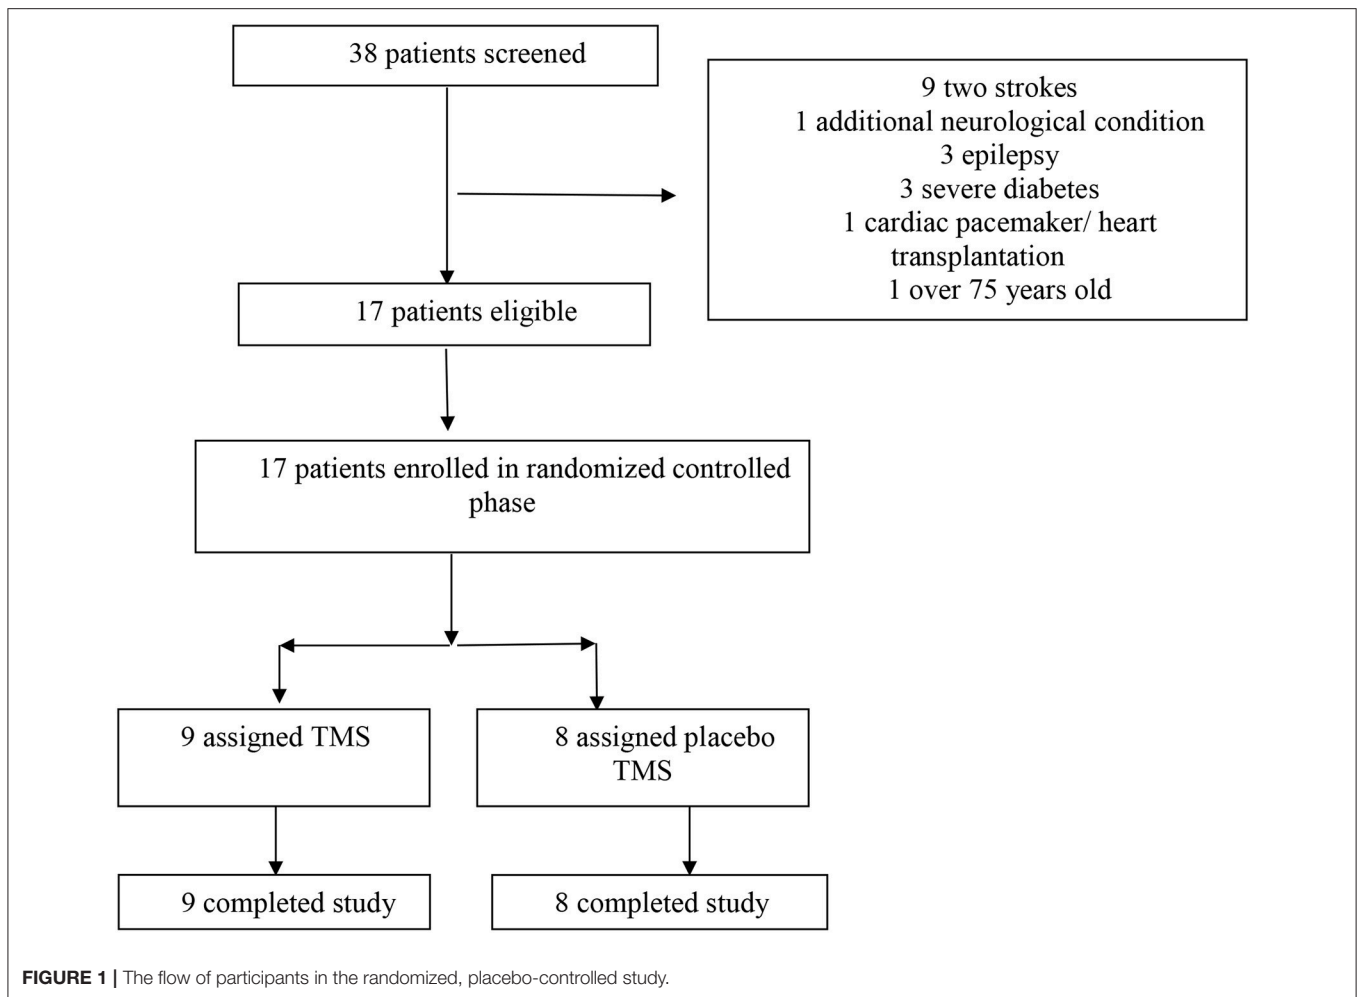 38 patients screened
9 two strokes
1 additional neurological condition
3 epilepsy
3 severe diabetes
1 cardiac pacemaker/ heart
transplantation
1 over 75 years old
17 patients eligible
17 patients enrolled in randomized controlled
phase
9 assigned TMS
8 assigned placebo
TMS
9 completed study
8 completed study
FIGURE 1 | The flow of participants in the randomized, placebo-controlled study.